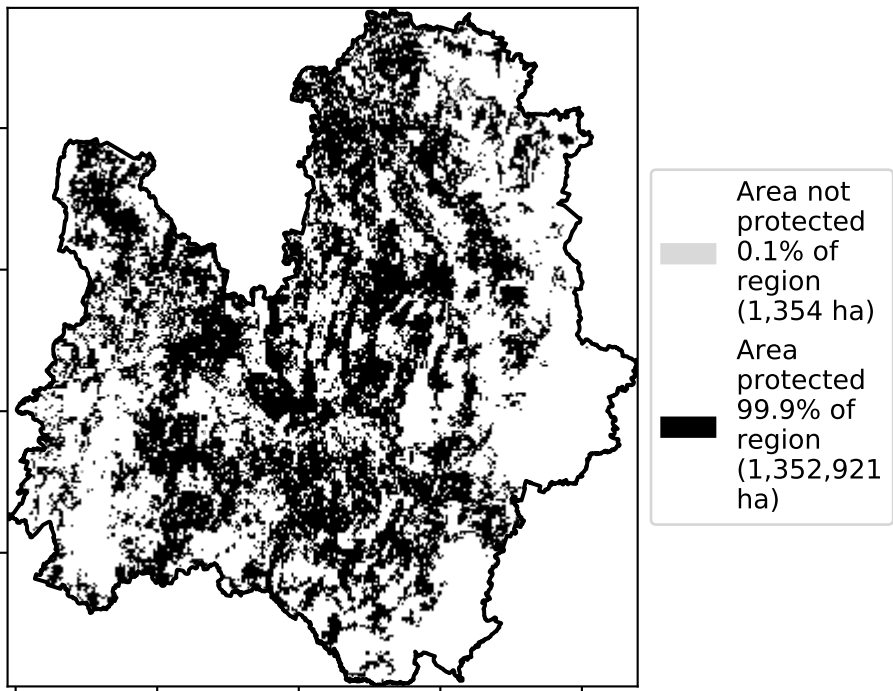 Area not
protected
0.1% of
region
(1,354 ha)
Area
protected
99.9% of
region
(1,352,921
ha)